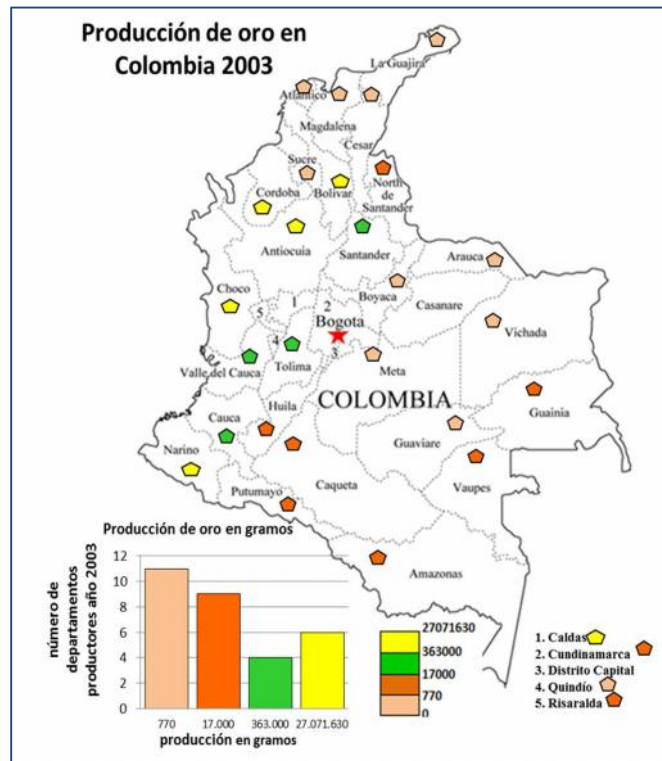 Producción de oro en
Colombia 2003
La Guajira
Atlantico
Magdalena
Cesar
Sucre
Cordoba
Bolivar
North
de
Santander
Antiocuia
Santander
Arauca
Boyaca
Choco
Casanare
1
2
5
Bogota
Vichada
4
3
Valle del Cauca
Tolima
Meta
COLOMBIA
Huila
Guainia
Cauca
Guaviare
Narino
Vaupes
Putumayo
Caqueta
Amazonas
Producción de oro en gramos
número de
departamentos
productores año 2003
12
10
8
6
4
2
0
770 17.000 363.000 27.071.630
producción en gramos
27071630
363000
17000
770
0
1. Caldas
2. Cundinamarca
3. Distrito Capital
4. Quindío
5. Risaralda